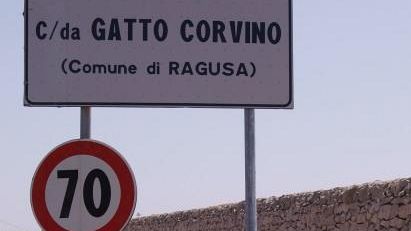 C/da GATTO CORVINO
(Comune di RAGUSA)
70